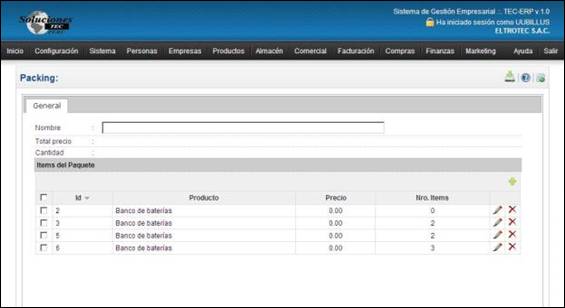 Soluciones
TEC
PERU
Sistema de Gestión Empresarial :. TEC-ERP v.1.0
Ha iniciado sesión como UUBILLUS
ELTROTEC S.A.C.
Inicio Configuración Sistema Personas Empresas Productos Almacén Comercial Facturación Compras Finanzas Marketing Ayuda Salir
Packing:
General
Nombre :
Total precio :
Cantidad :
Items del Paquete
Id Producto Precio Nro. Items
2 Banco de baterías 0.00 0
3 Banco de baterías 0.00 2
5 Banco de baterías 0.00 2
6 Banco de baterías 0.00 3